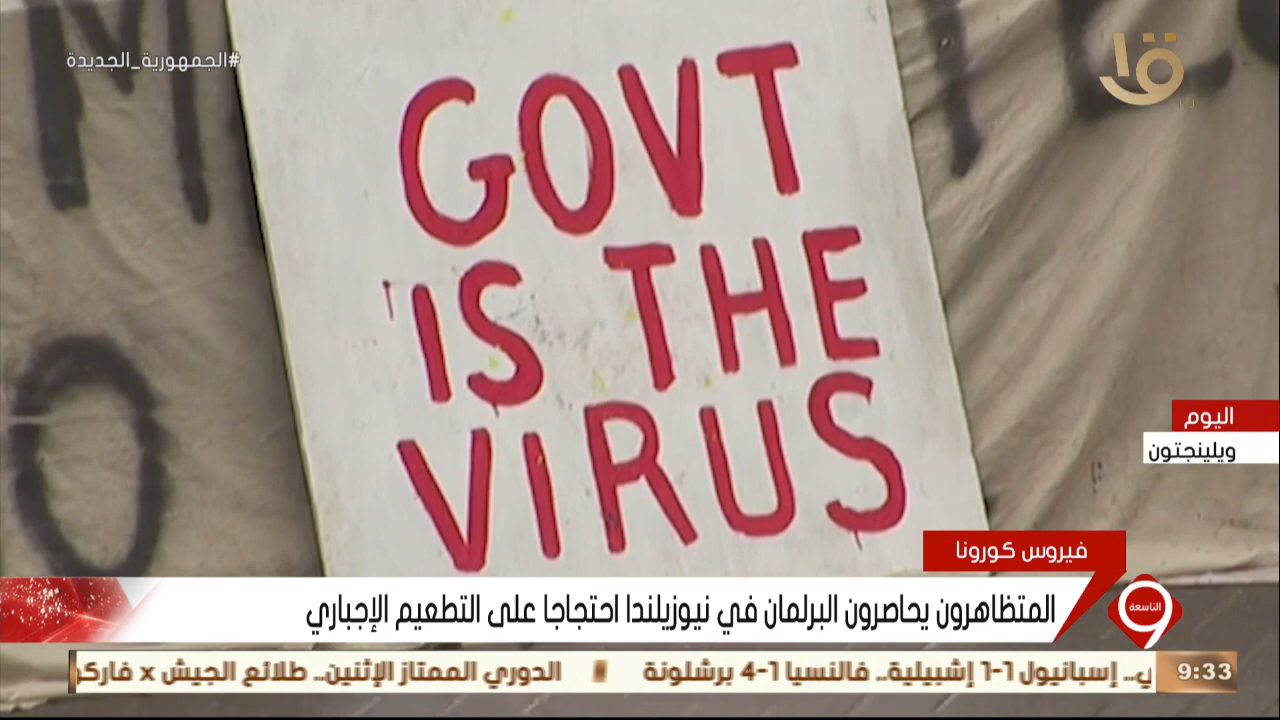 #الجمهورية_الجديدة
GOVT
IS THE
VIRUS
اليوم
ويلينجتون
فيروس كورونا
المتظاهرون يحاصرون البرلمان في نيوزيلندا احتجاجا على التطعيم الإجباري
التاسعة
9
ي.. إسبانيول 1-1 إشبيلية.. فالنسيا 1-4 برشلونة الدوري الممتاز الإثنين.. طلائع الجيش x فاركو
9:33